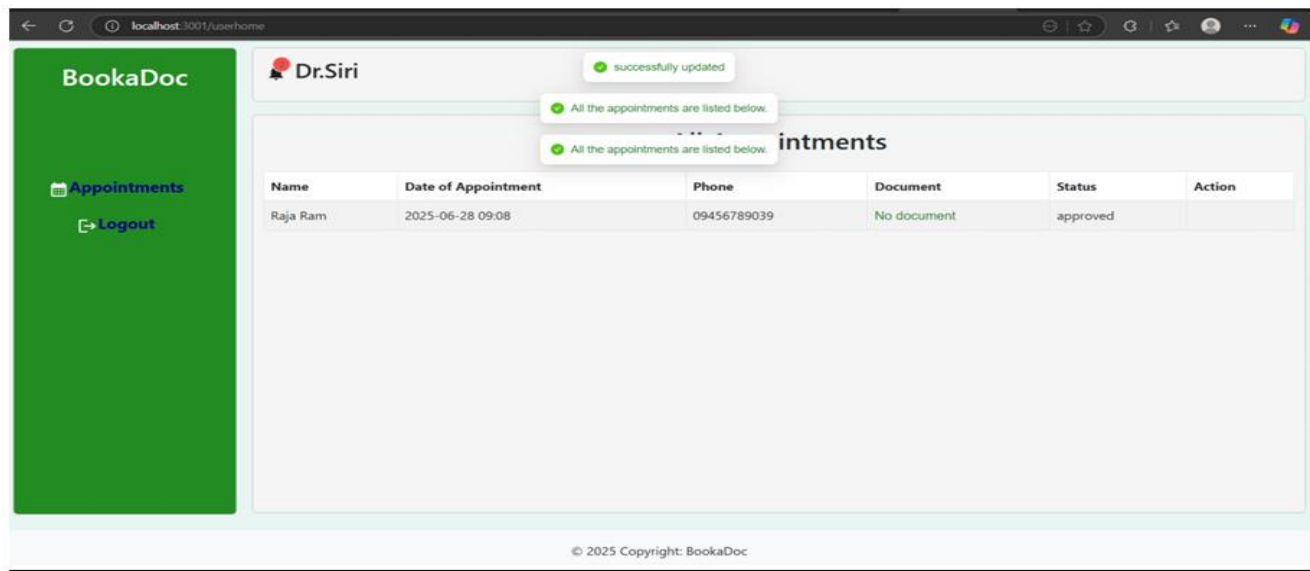 localhost:3001/userhome
BookaDoc
Dr.Siri
successfully updated
All the appointments are listed below.
All the appointments are listed below.
intments
Appointments
Logout
Name Date of Appointment Phone Document Status Action
Raja Ram 2025-06-28 09:08 09456789039 No document approved
© 2025 Copyright: BookaDoc